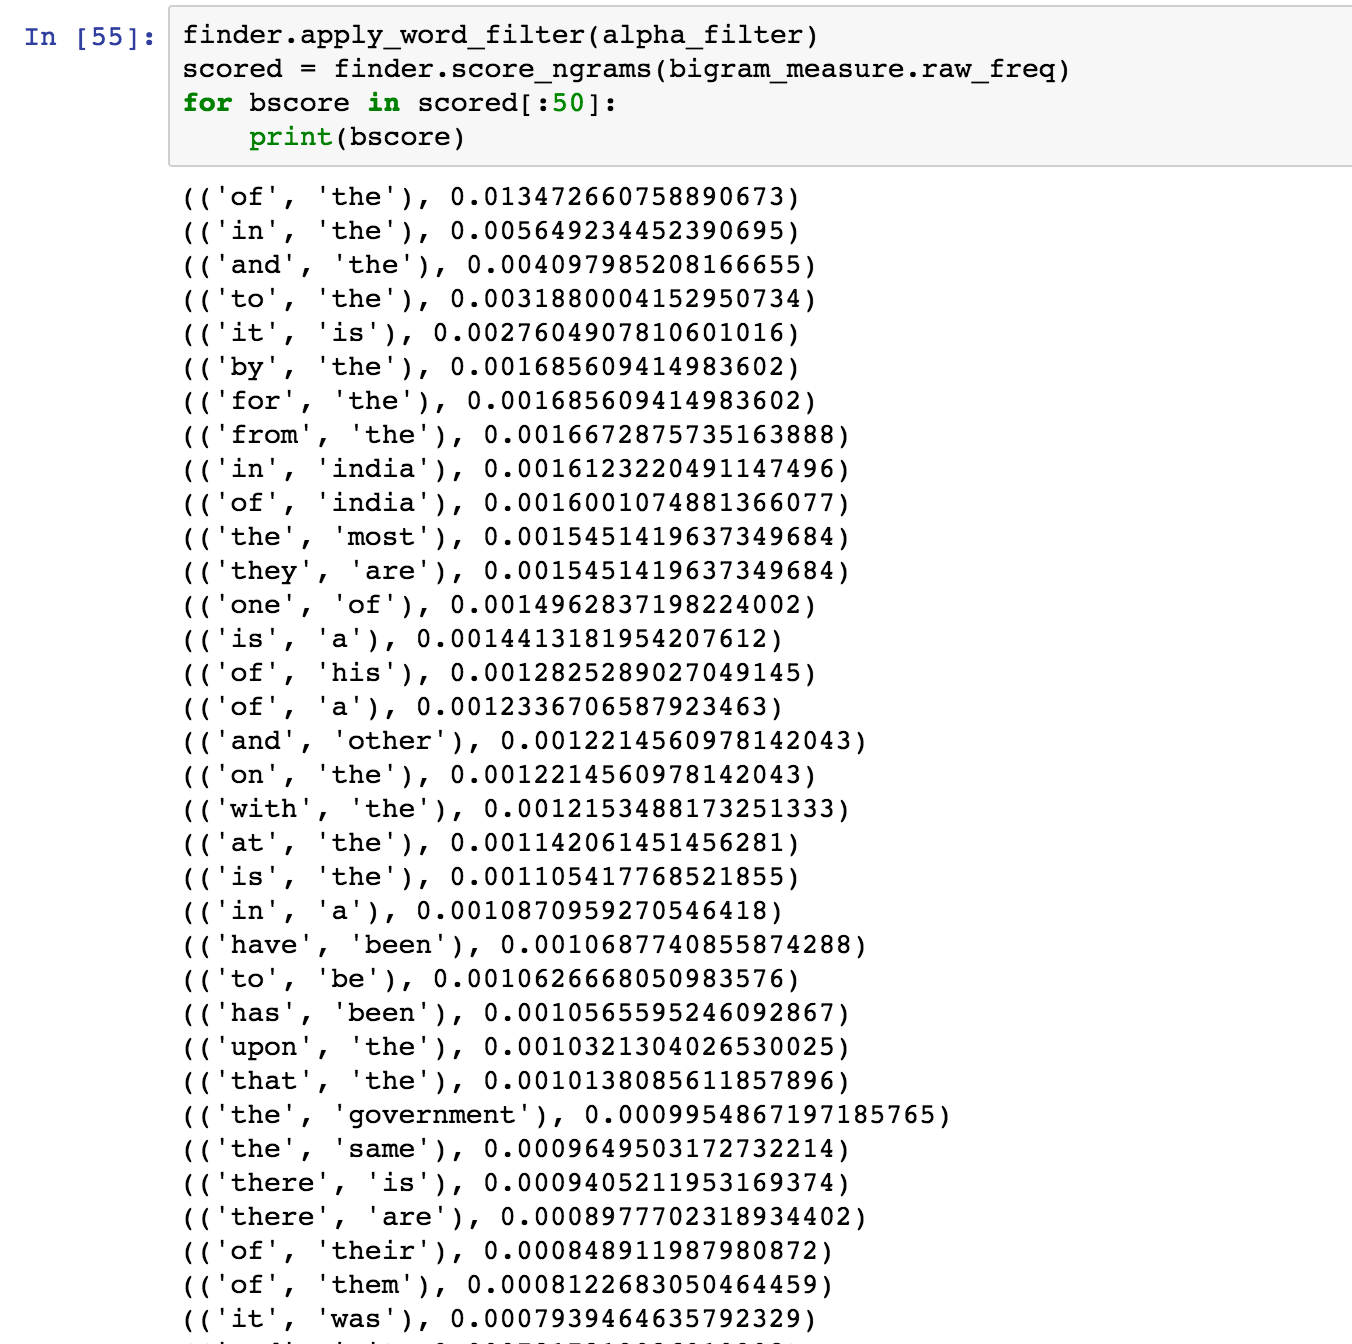 In [55]: finder.apply_word_filter(alpha_filter)
scored = finder.score_ngrams(bigram_measure.raw_freq)
for bscore in scored[:50]:
    print(bscore)
(('of', 'the'), 0.013472660758890673)
(('in', 'the'), 0.005649234452390695)
(('and', 'the'), 0.004097985208166655)
(('to', 'the'), 0.0031880004152950734)
(('it', 'is'), 0.0027604907810601016)
(('by', 'the'), 0.001685609414983602)
(('for', 'the'), 0.001685609414983602)
(('from', 'the'), 0.0016672875735163888)
(('in', 'india'), 0.0016123220491147496)
(('of', 'india'), 0.0016001074881366077)
(('the', 'most'), 0.0015451419637349684)
(('they', 'are'), 0.0015451419637349684)
(('one', 'of'), 0.0014962837198224002)
(('is', 'a'), 0.0014413181954207612)
(('of', 'his'), 0.0012825289027049145)
(('of', 'a'), 0.0012336706587923463)
(('and', 'other'), 0.0012214560978142043)
(('on', 'the'), 0.0012214560978142043)
(('with', 'the'), 0.0012153488173251333)
(('at', 'the'), 0.001142061451456281)
(('is', 'the'), 0.001105417768521855)
(('in', 'a'), 0.0010870959270546418)
(('have', 'been'), 0.0010687740855874288)
(('to', 'be'), 0.0010626668050983576)
(('has', 'been'), 0.0010565595246092867)
(('upon', 'the'), 0.0010321304026530025)
(('that', 'the'), 0.0010138085611857896)
(('the', 'government'), 0.0009954867197185765)
(('the', 'same'), 0.0009649503172732214)
(('there', 'is'), 0.0009405211953169374)
(('there', 'are'), 0.0008977702318934402)
(('of', 'their'), 0.000848911987980872)
(('of', 'them'), 0.0008122683050464459)
(('it', 'was'), 0.0007939464635792329)